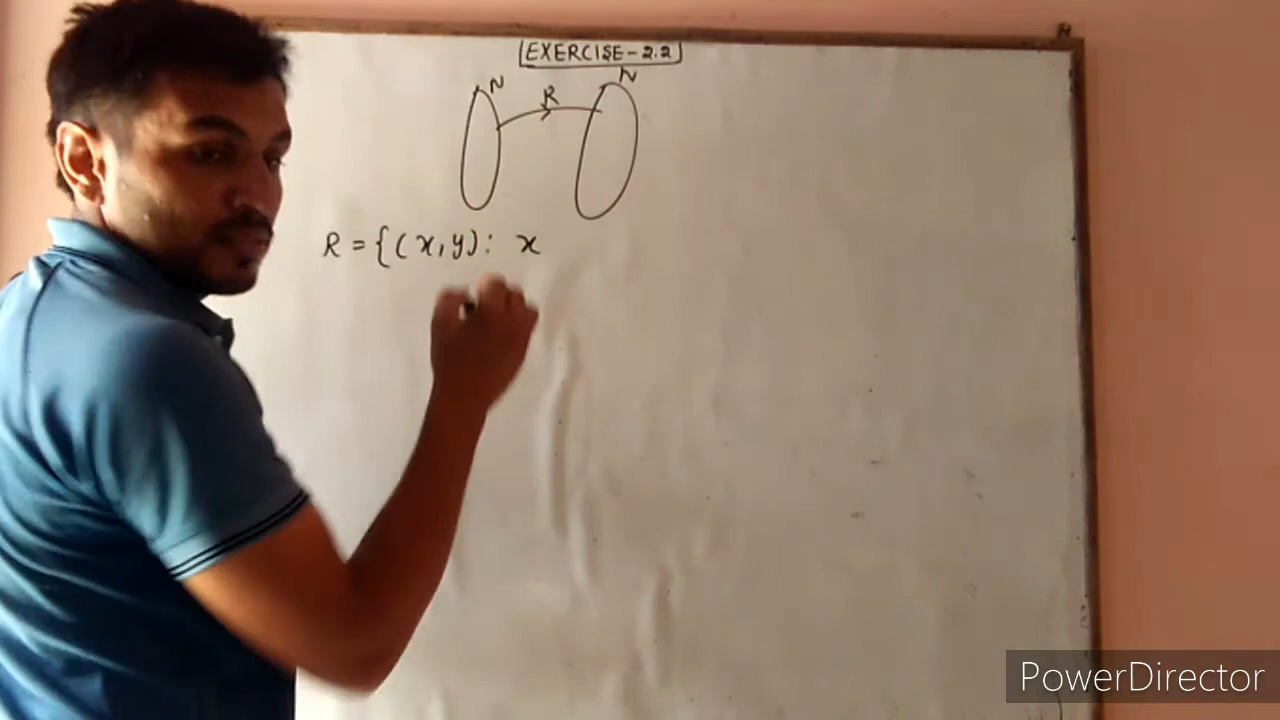 EXERCISE-2.2
N R N
R = {(x,y): x
PowerDirector